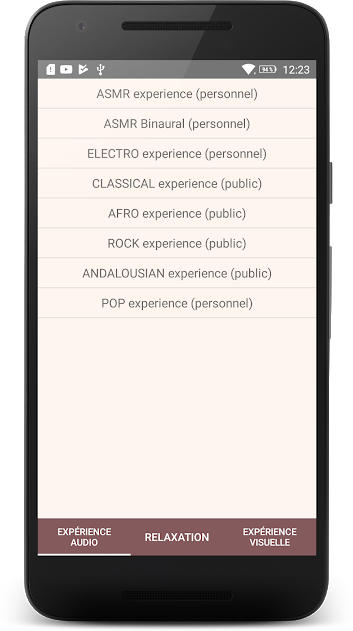 94%
12:23
ASMR experience (personnel)
ASMR Binaural (personnel)
ELECTRO experience (personnel)
CLASSICAL experience (public)
AFRO experience (public)
ROCK experience (public)
ANDALOUSIAN experience (public)
POP experience (personnel)
EXPÉRIENCE
AUDIO
RELAXATION
EXPÉRIENCE
VISUELLE